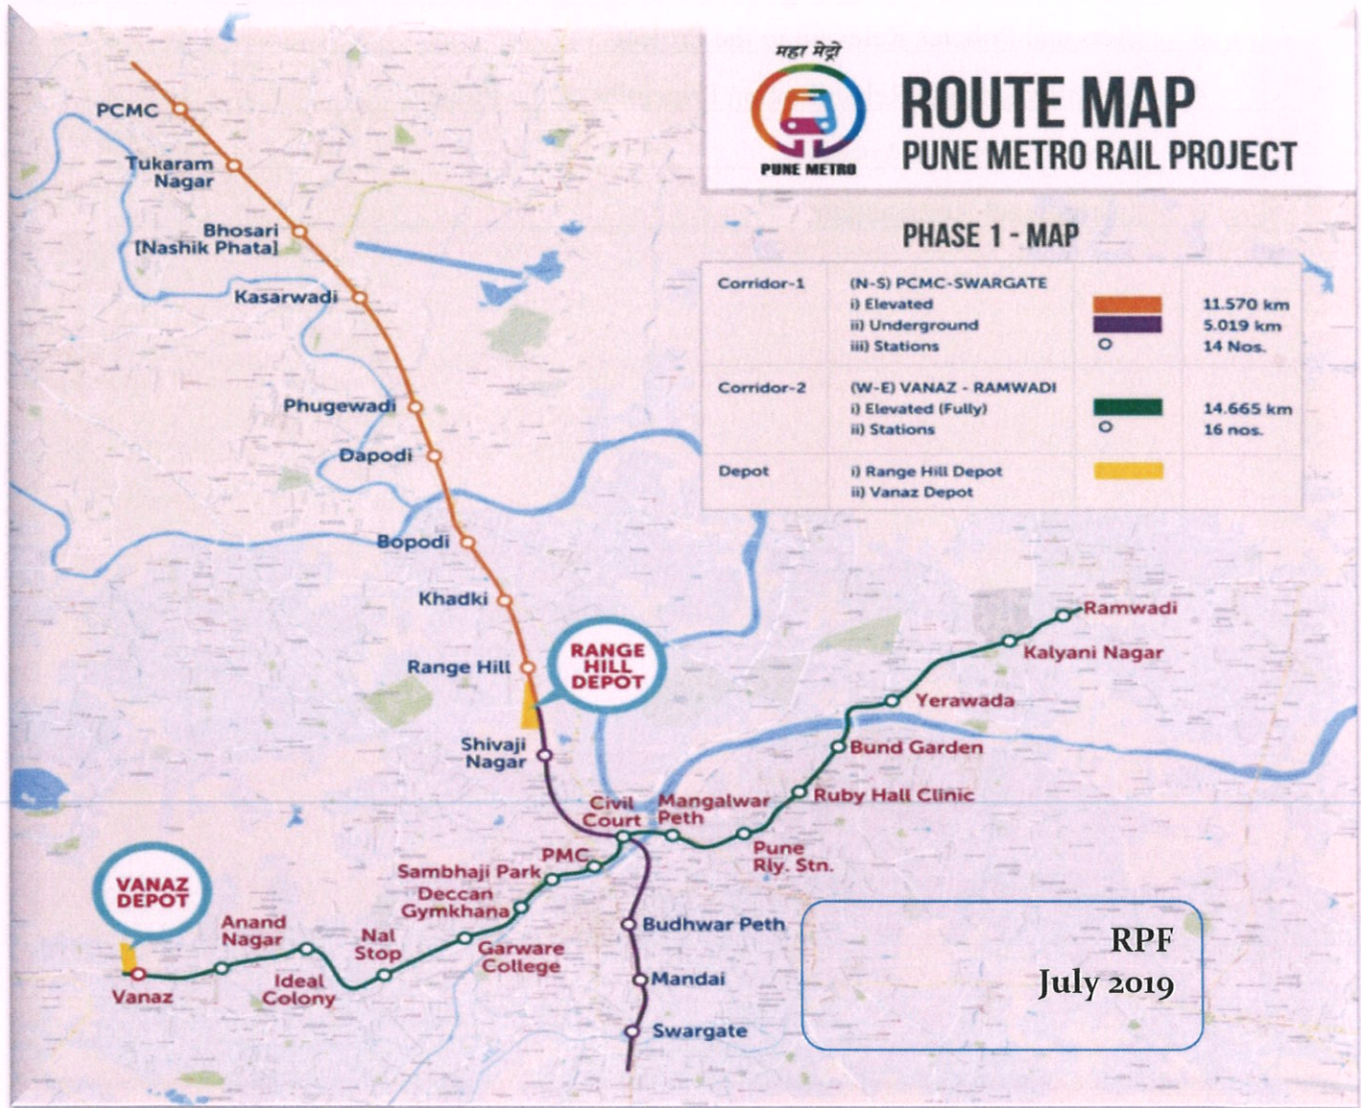 महा मेट्रो
PUNE METRO
ROUTE MAP
PUNE METRO RAIL PROJECT
PHASE 1 - MAP
Corridor-1
(N-S) PCMC-SWARGATE
i) Elevated
11.570 km
ii) Underground
5.019 km
iii) Stations
14 Nos.
Corridor-2
(W-E) VANAZ - RAMWADI
i) Elevated (Fully)
14.665 km
ii) Stations
16 nos.
Depot
i) Range Hill Depot
ii) Vanaz Depot
PCMC
Tukaram
Nagar
Bhosari
[Nashik Phata]
Kasarwadi
Phugewadi
Dapodi
Bopodi
Khadki
Range Hill
RANGE
HILL
DEPOT
Shivaji
Nagar
Ramwadi
Kalyani Nagar
Yerawada
Bund Garden
Ruby Hall Clinic
Civil
Court
Mangalwar
Peth
Pune
Rly. Stn.
PMC
Sambhaji Park
Deccan
Gymkhana
Garware
College
Nal
Stop
Ideal
Colony
Anand
Nagar
VANAZ
DEPOT
Vanaz
Budhwar Peth
Mandai
Swargate
RPF
July 2019